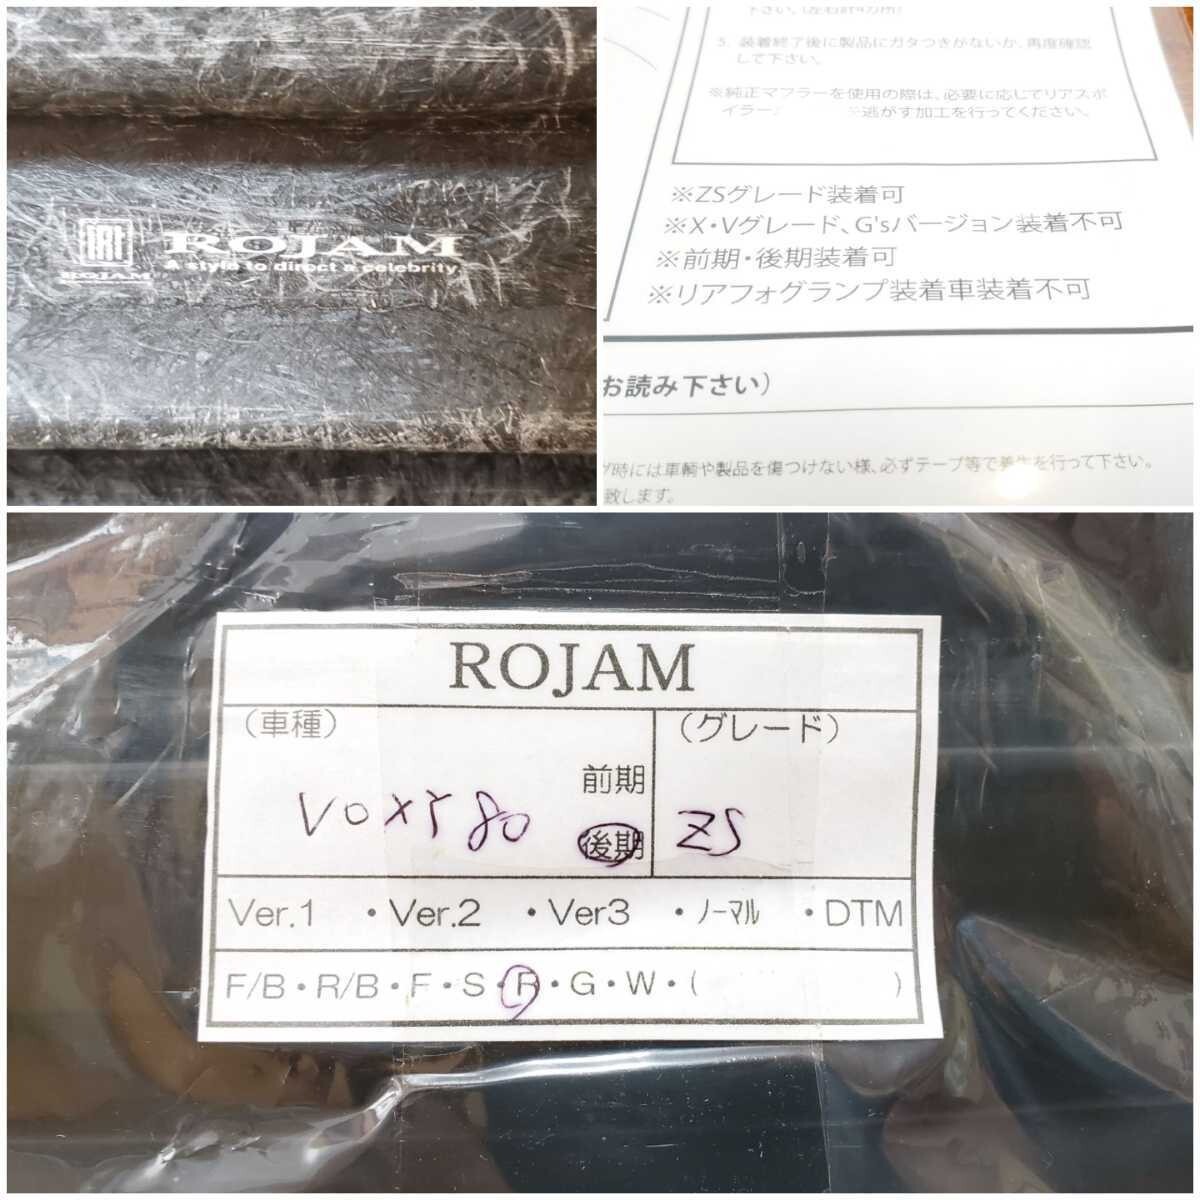 ROJAM
ROJAM
A style to direct a celebrity.
下さい。(左右計4カ所)
5. 装着終了後に製品にガタつきがないか、再度確認
して下さい。
※純正マフラーを使用の際は、必要に応じてリアスポ
イラー 逃がす加工を行ってください。
※ZSグレード装着可
※X・Vグレード、G'sバージョン装着不可
※前期・後期装着可
※リアフォグランプ装着車装着不可
お読み下さい)
時には車輌や製品を傷つけない様、必ずテープ等で養生を行って下さい。
致します。
ROJAM
(車種)
(グレード)
前期
VOXY 80
後期
ZS
Ver.1 ・Ver.2 ・Ver3 ・ノーマル ・DTM
F/B・R/B・F・S・R・G・W・( )